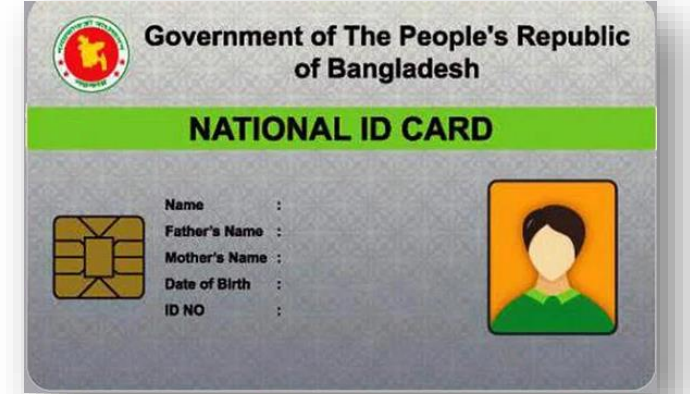 Government of The People's Republic
of Bangladesh
NATIONAL ID CARD
Name :
Father's Name :
Mother's Name :
Date of Birth :
ID NO :